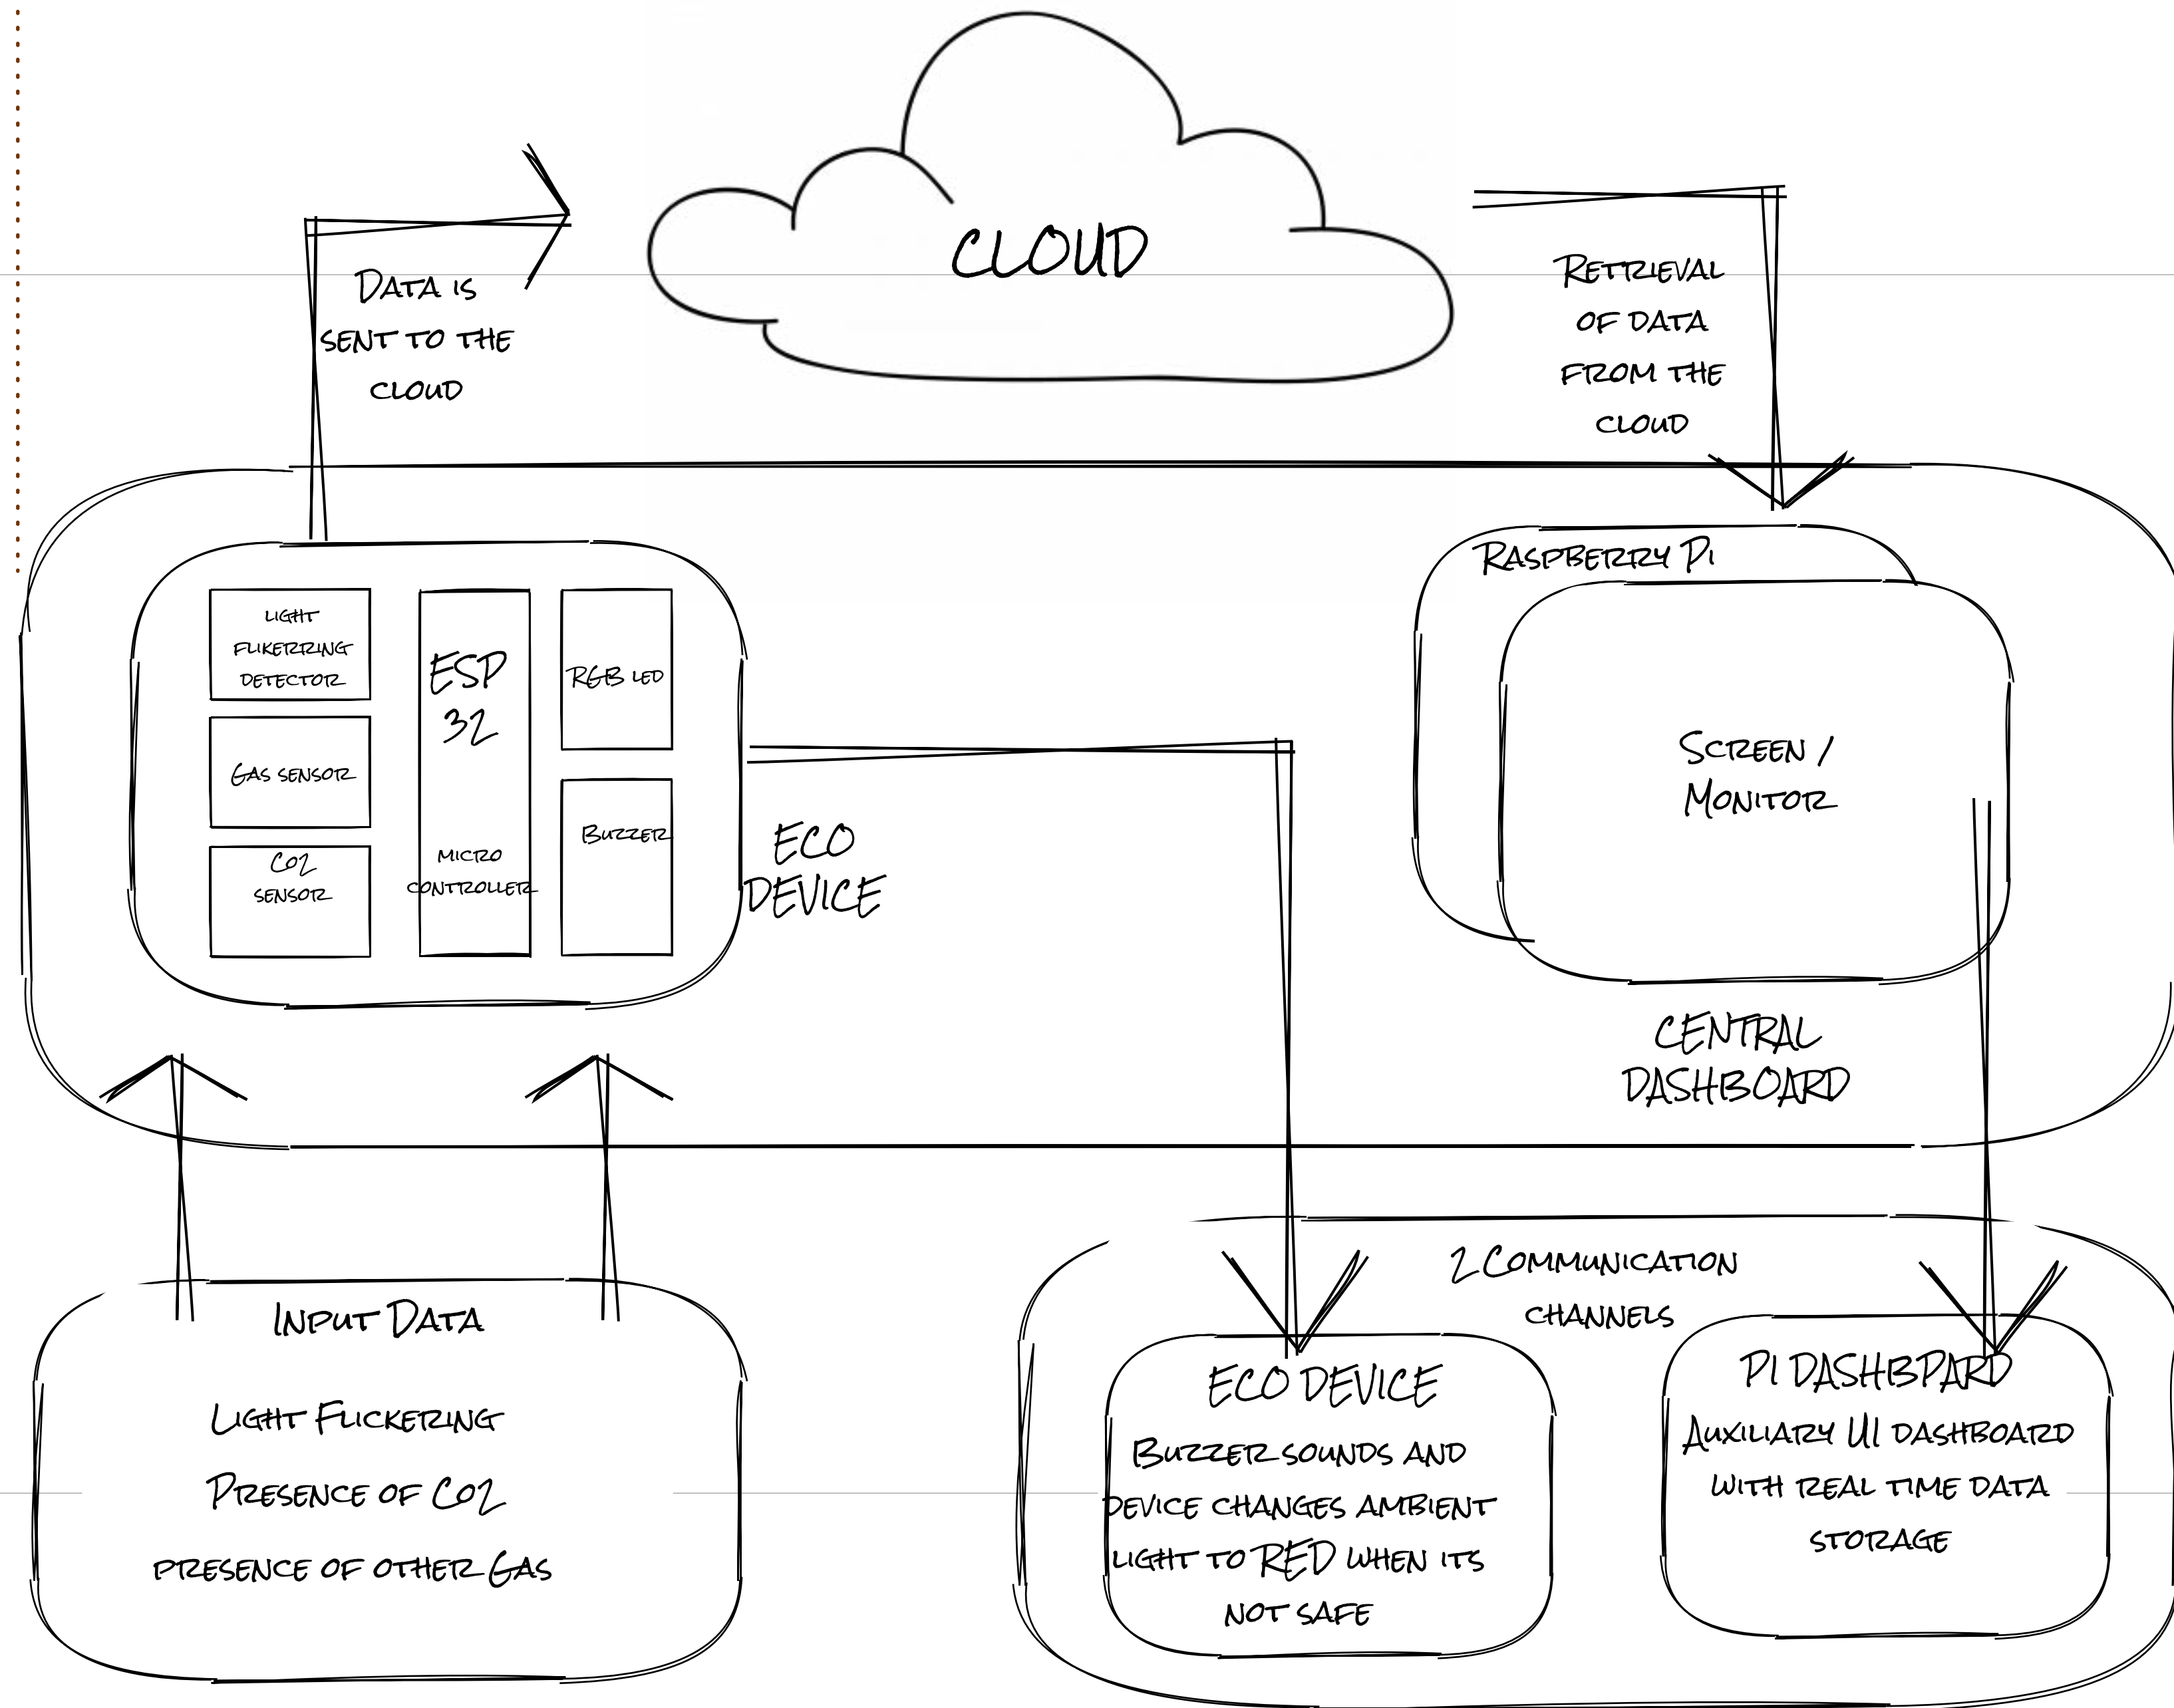 CLOUD
DATA IS
SENT TO THE
CLOUD
RETRIEVAL
OF DATA
FROM THE
CLOUD
LIGHT
FLIKERRING
DETECTOR
GAS SENSOR
CO2
SENSOR
ESP
32
MICRO
CONTROLLER
RGB LED
BUZZER
ECO
DEVICE
RASPBERRY PI
SCREEN /
MONITOR
CENTRAL
DASHBOARD
INPUT DATA
LIGHT FLICKERING
PRESENCE OF CO2
PRESENCE OF OTHER GAS
2 COMMUNICATION
CHANNELS
ECO DEVICE
BUZZER SOUNDS AND
DEVICE CHANGES AMBIENT
LIGHT TO RED WHEN ITS
NOT SAFE
PI DASHBPARD
AUXILIARY UI DASHBOARD
WITH REAL TIME DATA
STORAGE